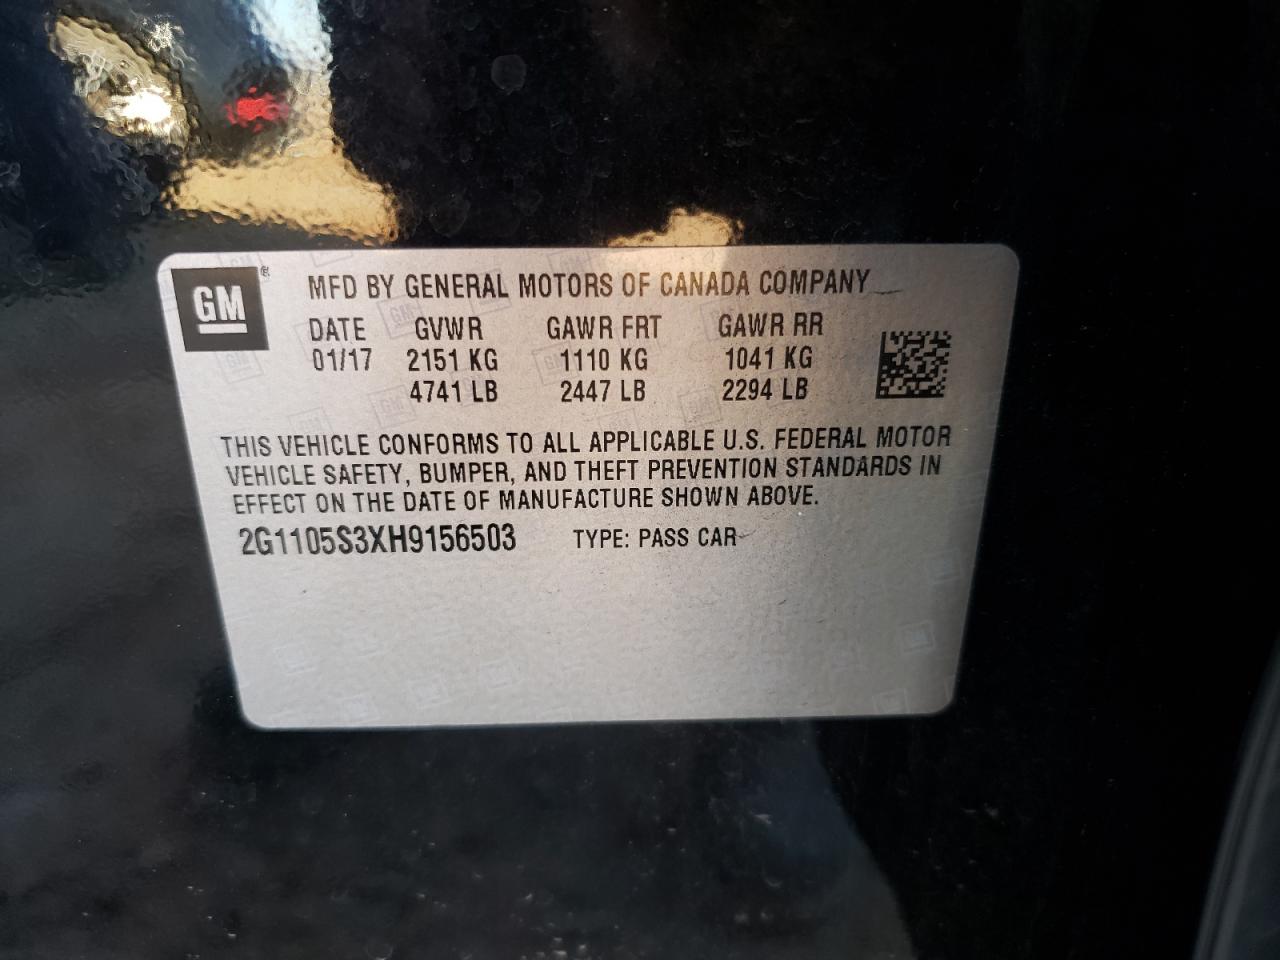 GM ® MFD BY GENERAL MOTORS OF CANADA COMPANY
DATE GVWR GAWR FRT GAWR RR
01/17 2151 KG 1110 KG 1041 KG
4741 LB 2447 LB 2294 LB
THIS VEHICLE CONFORMS TO ALL APPLICABLE U.S. FEDERAL MOTOR
VEHICLE SAFETY, BUMPER, AND THEFT PREVENTION STANDARDS IN
EFFECT ON THE DATE OF MANUFACTURE SHOWN ABOVE.
2G1105S3XH9156503 TYPE: PASS CAR